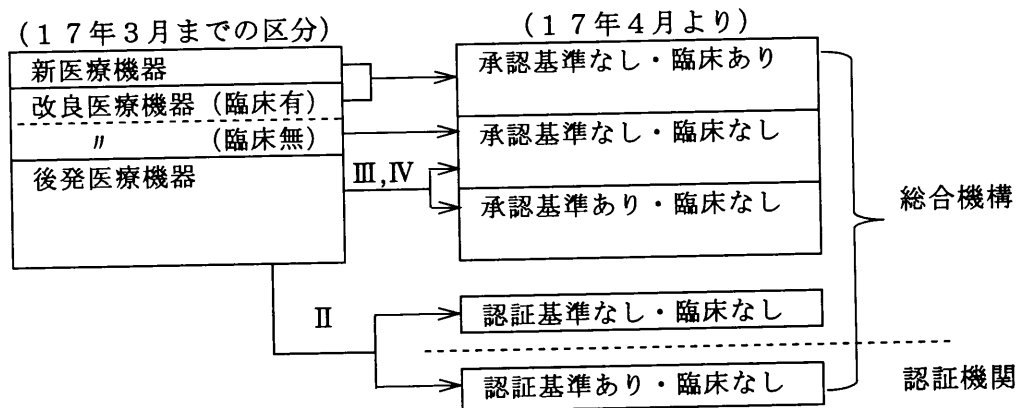 (17年3月までの区分)
新医療機器
改良医療機器(臨床有)
〃 (臨床無)
後発医療機器
Ⅲ,Ⅳ
Ⅱ
(17年4月より)
承認基準なし・臨床あり
承認基準なし・臨床なし
承認基準あり・臨床なし
認証基準なし・臨床なし
認証基準あり・臨床なし
総合機構
認証機関